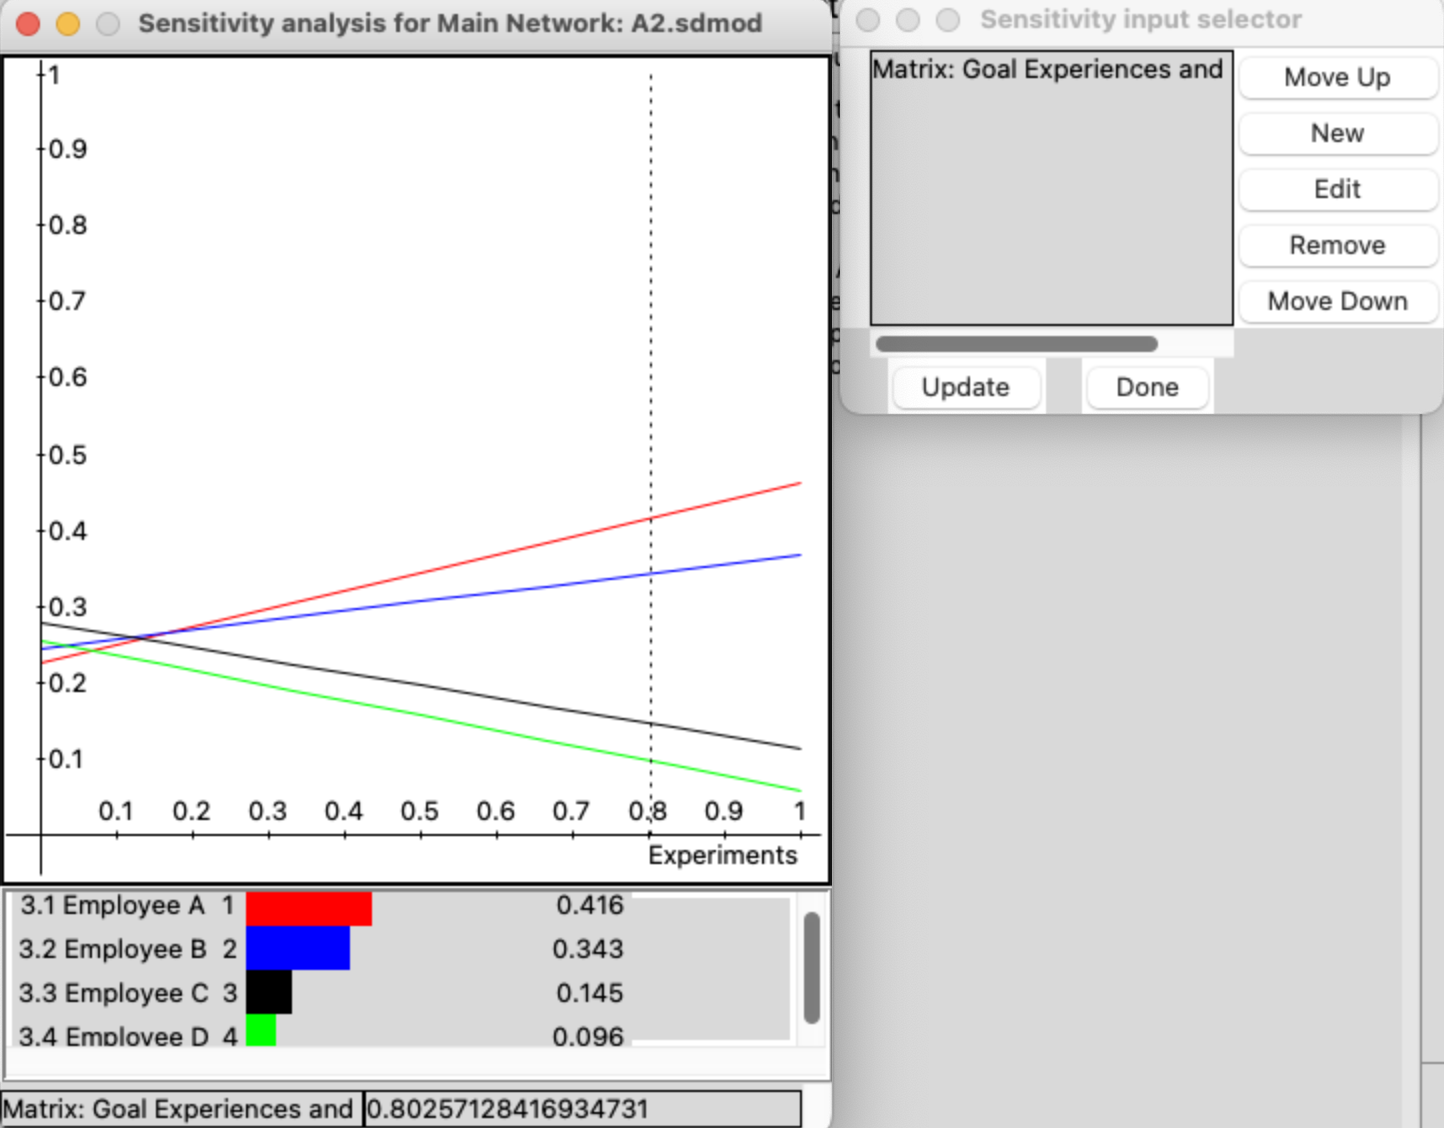 Sensitivity analysis for Main Network: A2.sdmod
1
0.9
0.8
0.7
0.6
0.5
0.4
0.3
0.2
0.1
0.1 0.2 0.3 0.4 0.5 0.6 0.7 0.8 0.9 1
Experiments
3.1 Employee A 1 0.416
3.2 Employee B 2 0.343
3.3 Employee C 3 0.145
3.4 Employee D 4 0.096
Matrix: Goal Experiences and 0.80257128416934731
Sensitivity input selector
Matrix: Goal Experiences and
Move Up
New
Edit
Remove
Move Down
Update Done